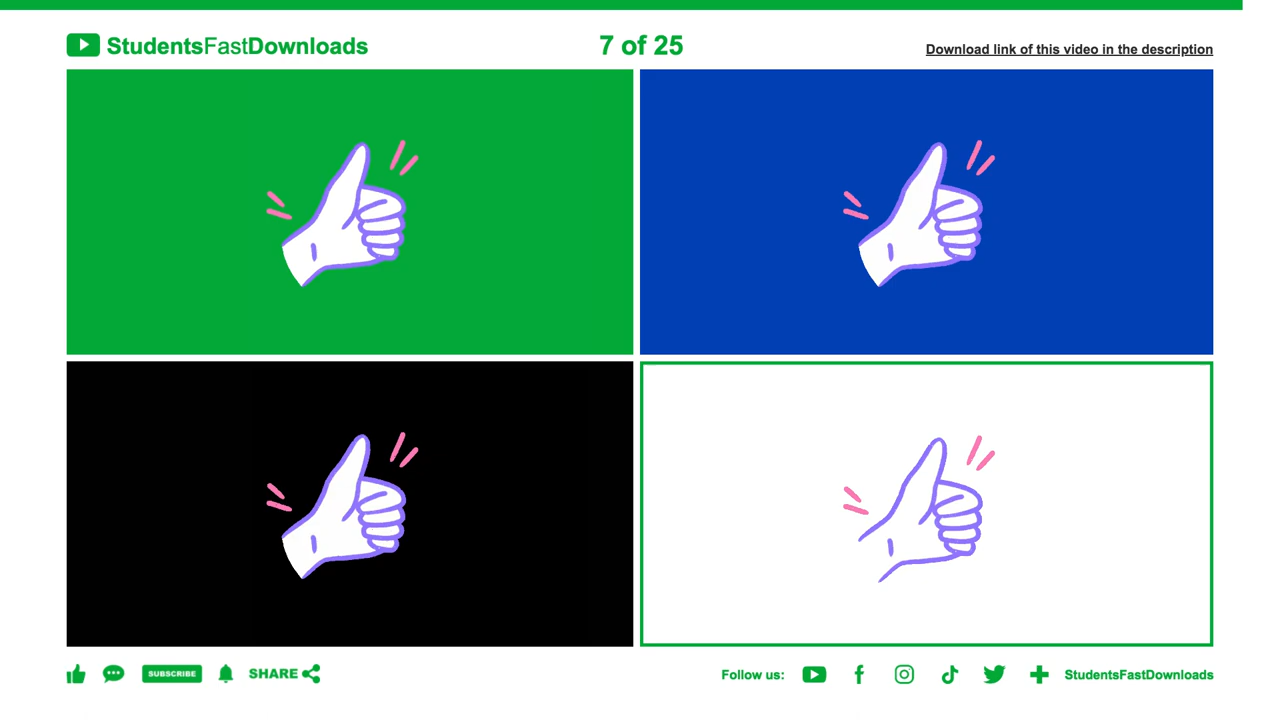 StudentsFastDownloads
7 of 25
Download link of this video in the description
SUBSCRIBE
SHARE
Follow us:
StudentsFastDownloads